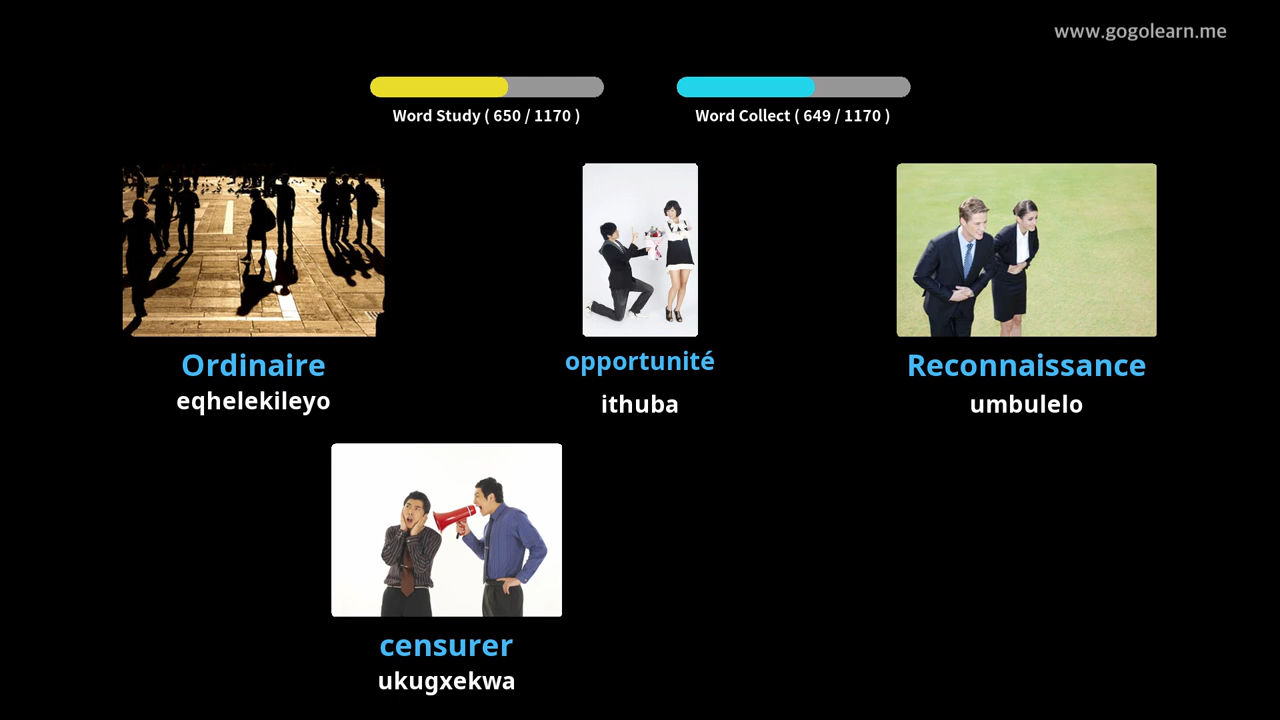 www.gogolearn.me
Word Study ( 650 / 1170 )
Word Collect ( 649 / 1170 )
Ordinaire
eqhelekileyo
opportunité
ithuba
Reconnaissance
umbulelo
censurer
ukugxekwa